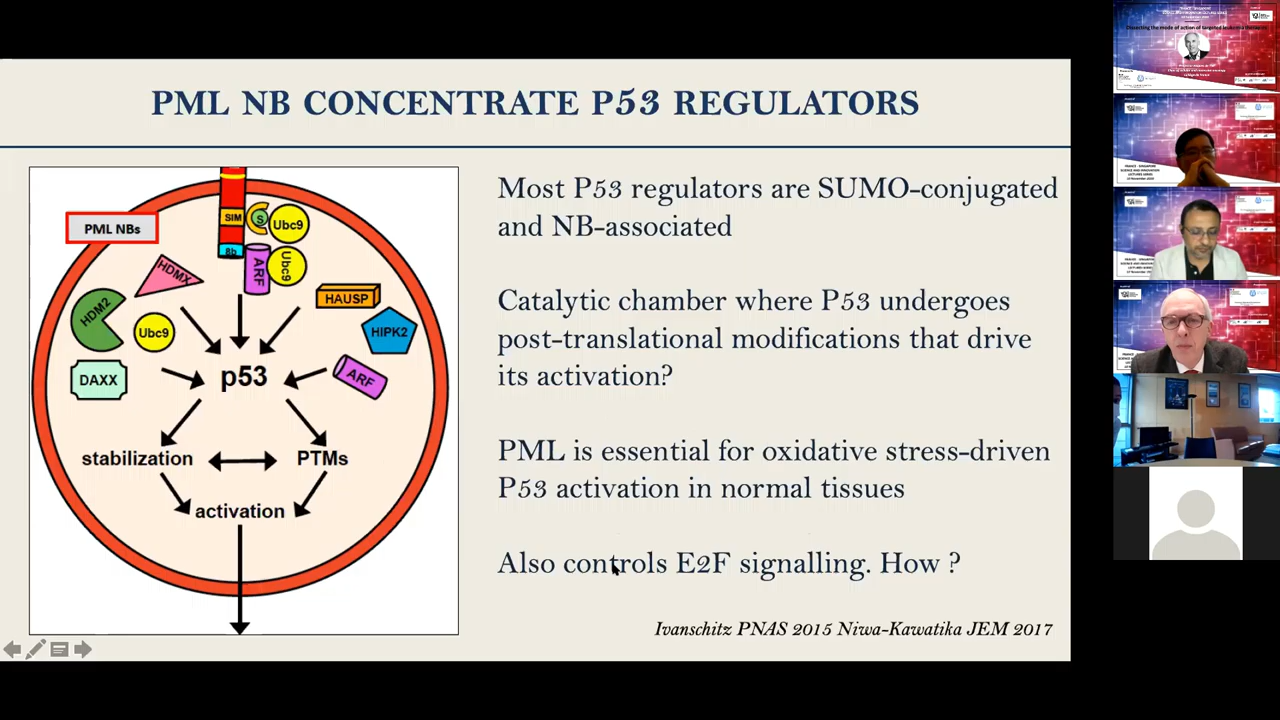 PML NB CONCENTRATE P53 REGULATORS
PML NBs
SIM
S
Ubc9
Bb
ARF
Ubc9
HDMX
HAUSP
HDM2
Ubc9
HIPK2
DAXX
p53
ARF
stabilization
PTMs
activation
Most P53 regulators are SUMO-conjugated
and NB-associated
Catalytic chamber where P53 undergoes
post-translational modifications that drive
its activation?
PML is essential for oxidative stress-driven
P53 activation in normal tissues
Also controls E2F signalling. How ?
Ivanschitz PNAS 2015 Niwa-Kawatika JEM 2017